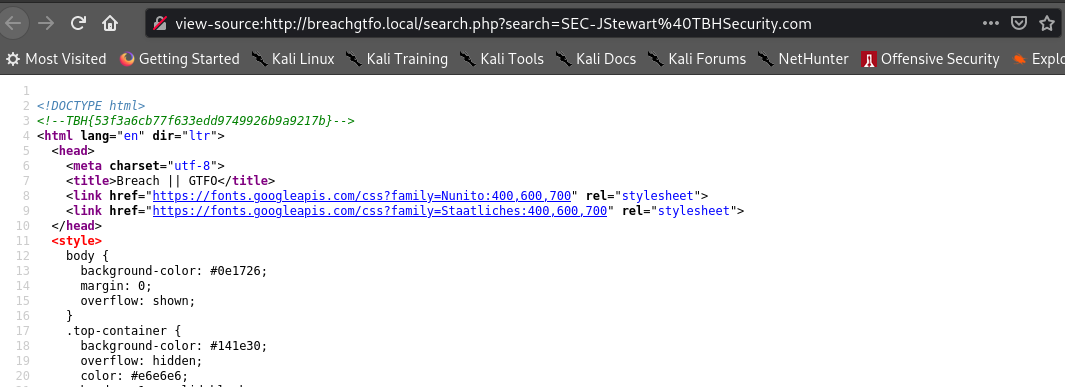 view-source:http://breachgtfo.local/search.php?search=SEC-JStewart%40TBHSecurity.com
Most Visited Getting Started Kali Linux Kali Training Kali Tools Kali Docs Kali Forums NetHunter Offensive Security Explo
1
2 <!DOCTYPE html>
3 <!--TBH{53f3a6cb77f633edd9749926b9a9217b}-->
4 <html lang="en" dir="ltr">
5 <head>
6 <meta charset="utf-8">
7 <title>Breach || GTFO</title>
8 <link href="https://fonts.googleapis.com/css?family=Nunito:400,600,700" rel="stylesheet">
9 <link href="https://fonts.googleapis.com/css?family=Staatliches:400,600,700" rel="stylesheet">
10 </head>
11 <style>
12 body {
13 background-color: #0e1726;
14 margin: 0;
15 overflow: shown;
16 }
17 .top-container {
18 background-color: #141e30;
19 overflow: hidden;
20 color: #e6e6e6;